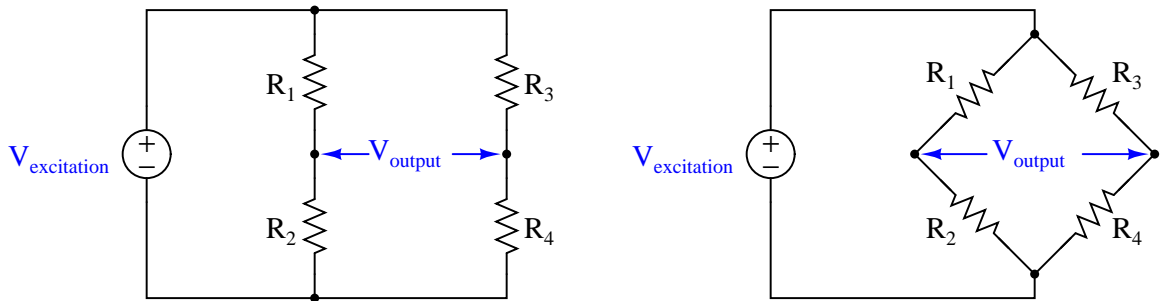 R1
R3
+
−
Vexcitation
Voutput
R2
R4
R1
R3
+
−
Vexcitation
Voutput
R2
R4